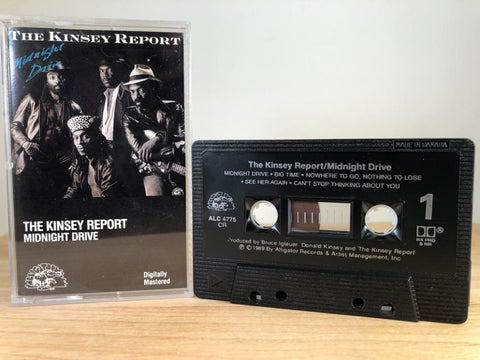 THE KINSEY REPORT
Midnight
Drive
THE KINSEY REPORT
MIDNIGHT DRIVE
Digitally
Mastered
MADE IN CANADA
The Kinsey Report/Midnight Drive
MIDNIGHT DRIVE • BIG TIME • NOWHERE TO GO, NOTHING TO LOSE
• SEE HER AGAIN • CAN'T STOP THINKING ABOUT YOU
ALC 4775
CR
1
HX PRO
B NR
Produced by Bruce Iglauer Donald Kinsey and The Kinsey Report
℗ © 1989 By Alligator Records & Artist Management, Inc